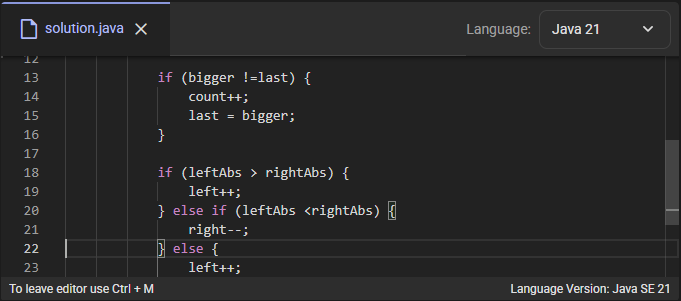 solution.java
Language: Java 21
12
13 if (bigger !=last) {
14 count++;
15 last = bigger;
16 }
17
18 if (leftAbs > rightAbs) {
19 left++;
20 } else if (leftAbs <rightAbs) {
21 right--;
22 } else {
23 left++;
To leave editor use Ctrl + M Language Version: Java SE 21